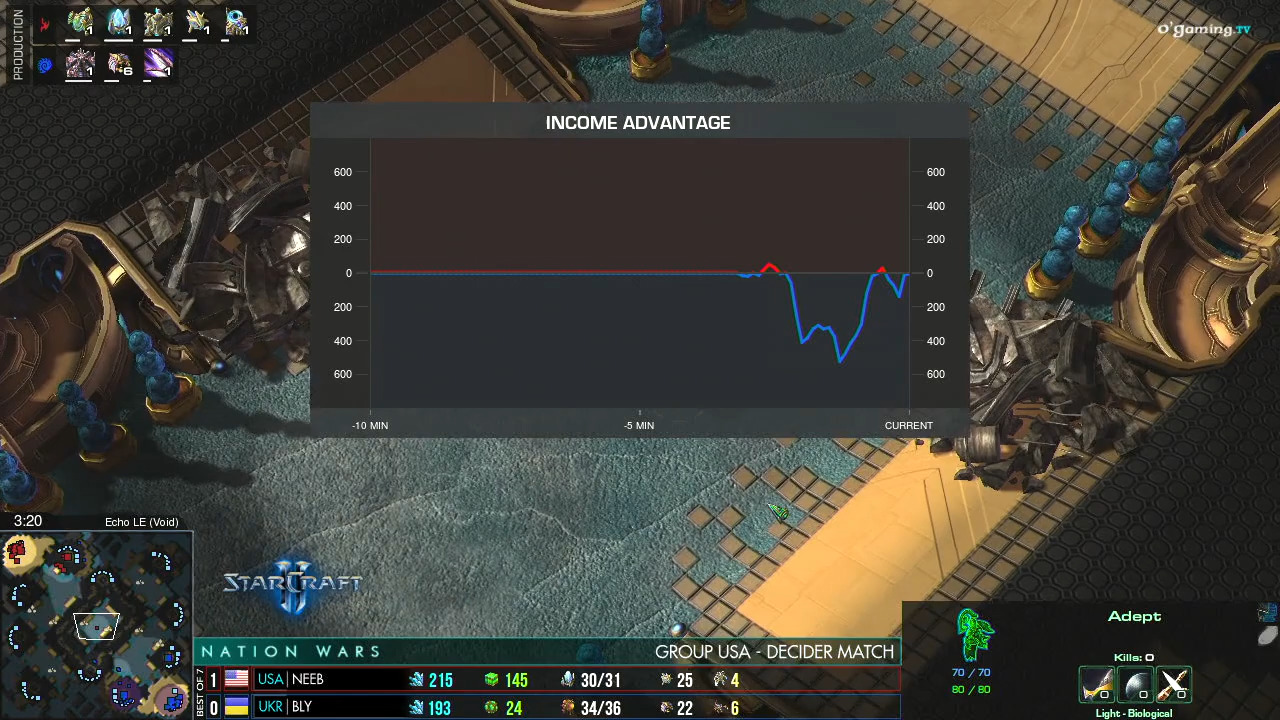 PRODUCTION
1 1 1 1 1
1 6 1
O'Gaming.TV
INCOME ADVANTAGE
600 600
400 400
200 200
0 0
200 200
400 400
600 600
-10 MIN -5 MIN CURRENT
3:20 Echo LE (Void)
STARCRAFT
II
NATION WARS GROUP USA - DECIDER MATCH
BEST OF 7
1 USA NEEB 215 145 30/31 25 4
0 UKR BLY 193 24 34/36 22 6
Adept
Kills: 0
70 / 70
80 / 80
0 0 0
Light - Biological